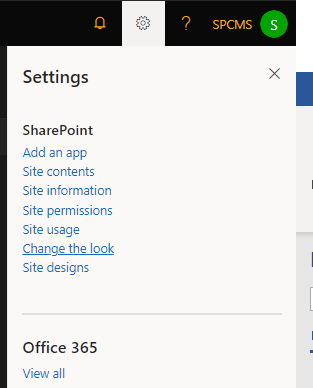 ? SPCMS S
Settings
SharePoint
Add an app
Site contents
Site information
Site permissions
Site usage
Change the look
Site designs
Office 365
View all